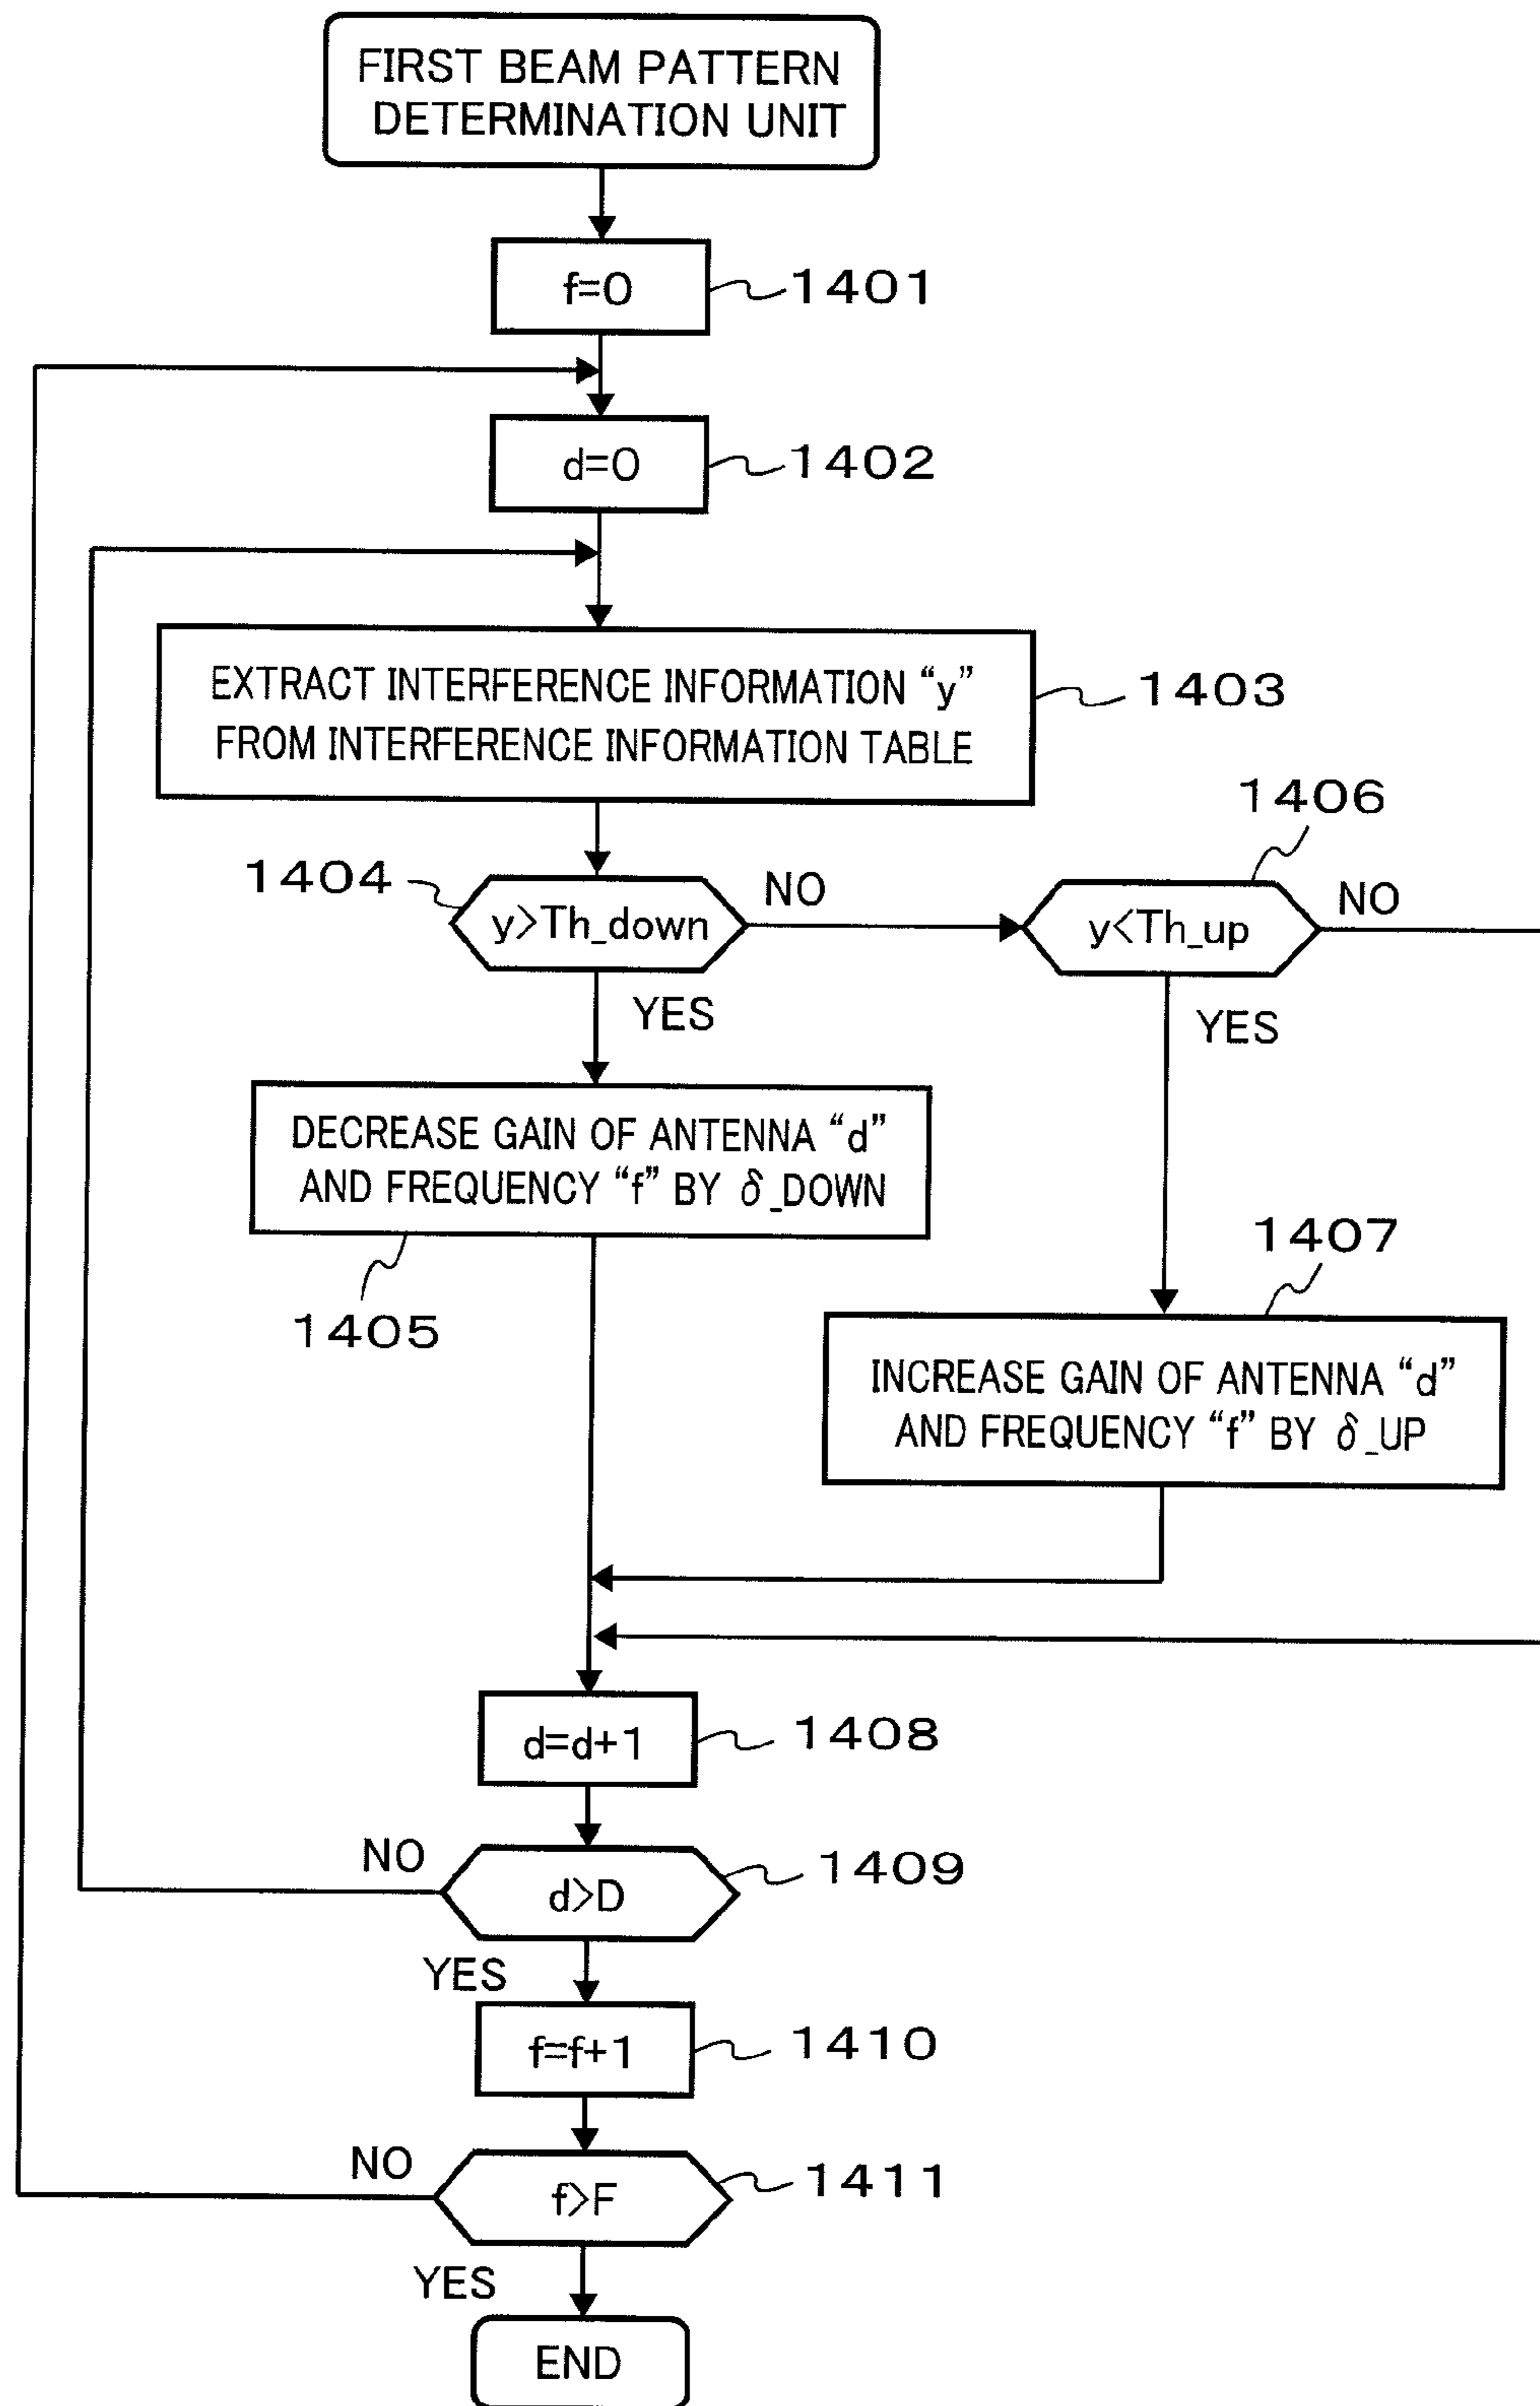 FIRST BEAM PATTERN
DETERMINATION UNIT
f=0
1401
d=0
1402
EXTRACT INTERFERENCE INFORMATION “y”
FROM INTERFERENCE INFORMATION TABLE
1403
1404
y>Th_down
NO
1406
y<Th_up
NO
YES
YES
DECREASE GAIN OF ANTENNA “d”
AND FREQUENCY “f” BY δ_DOWN
1405
1407
INCREASE GAIN OF ANTENNA “d”
AND FREQUENCY “f” BY δ_UP
d=d+1
1408
NO
d>D
1409
YES
f=f+1
1410
NO
f>F
1411
YES
END